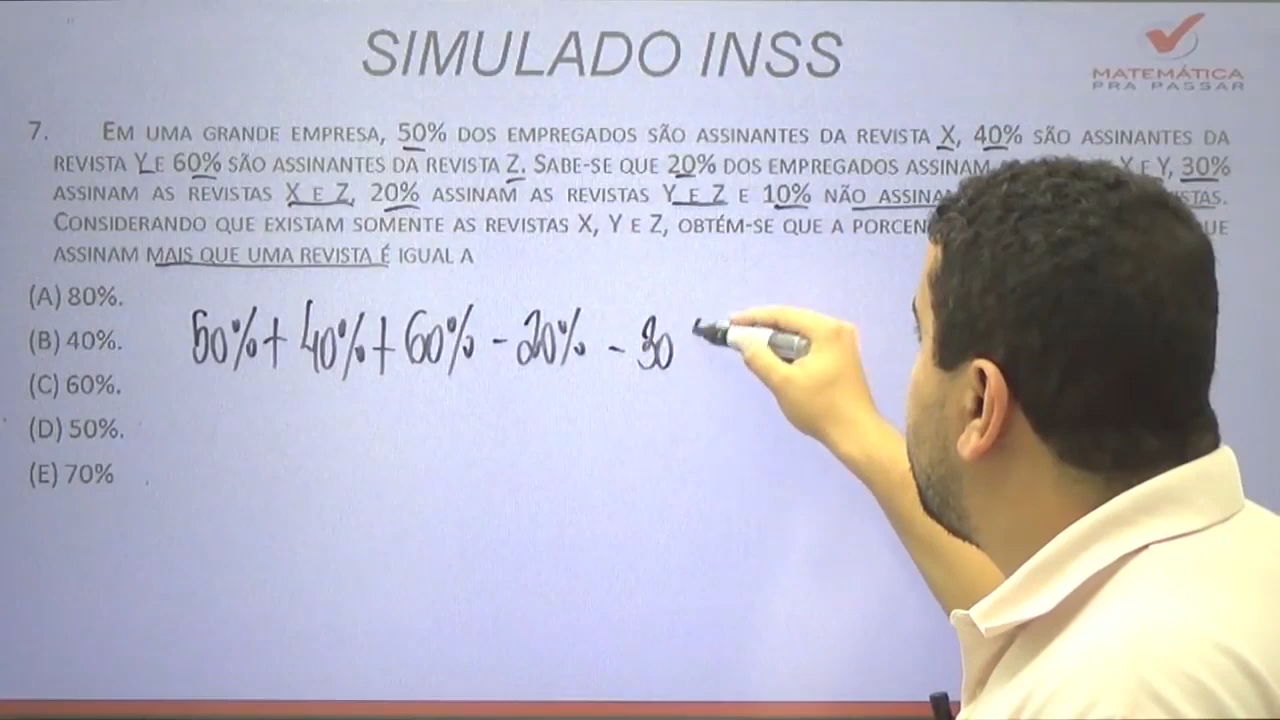 SIMULADO INSS
MATEMÁTICA
PRA PASSAR
7. EM UMA GRANDE EMPRESA, 50% DOS EMPREGADOS SÃO ASSINANTES DA REVISTA X, 40% SÃO ASSINANTES DA
REVISTA Y E 60% SÃO ASSINANTES DA REVISTA Z. SABE-SE QUE 20% DOS EMPREGADOS ASSINAM X E Y, 30%
ASSINAM AS REVISTAS X E Z, 20% ASSINAM AS REVISTAS Y E Z E 10% NÃO
CONSIDERANDO QUE EXISTAM SOMENTE AS REVISTAS X, Y E Z, OBTÉM-SE QUE A
ASSINAM MAIS QUE UMA REVISTA É IGUAL A
(A) 80%.
(B) 40%.
(C) 60%.
(D) 50%.
(E) 70%
50% + 40% + 60% - 20% - 30